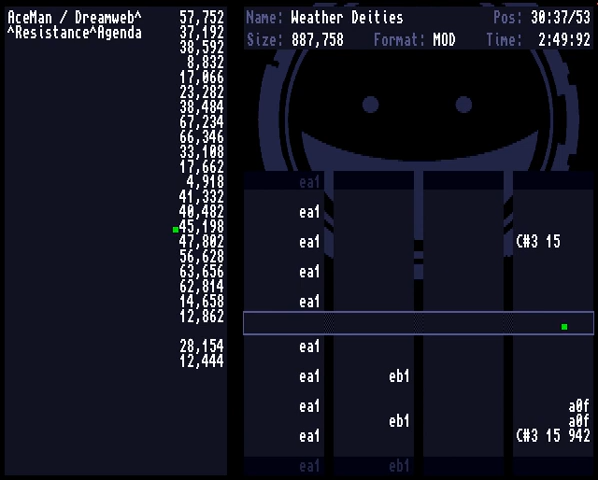 AceMan / Dreamweb^ 57,752
^Resistance^Agenda 37,192
38,592
8,832
17,066
23,282
38,484
67,234
66,346
33,108
17,662
4,918
41,332
40,482
45,198
47,802
56,628
63,656
62,814
14,658
12,862
28,154
12,444
Name: Weather Deities Pos: 30:37/53
Size: 887,758 Format: MOD Time: 2:49:92
ea1
ea1
ea1 C#3 15
ea1
ea1
ea1
ea1 eb1
ea1 a0f
eb1 a0f
ea1 C#3 15 942
ea1 eb1